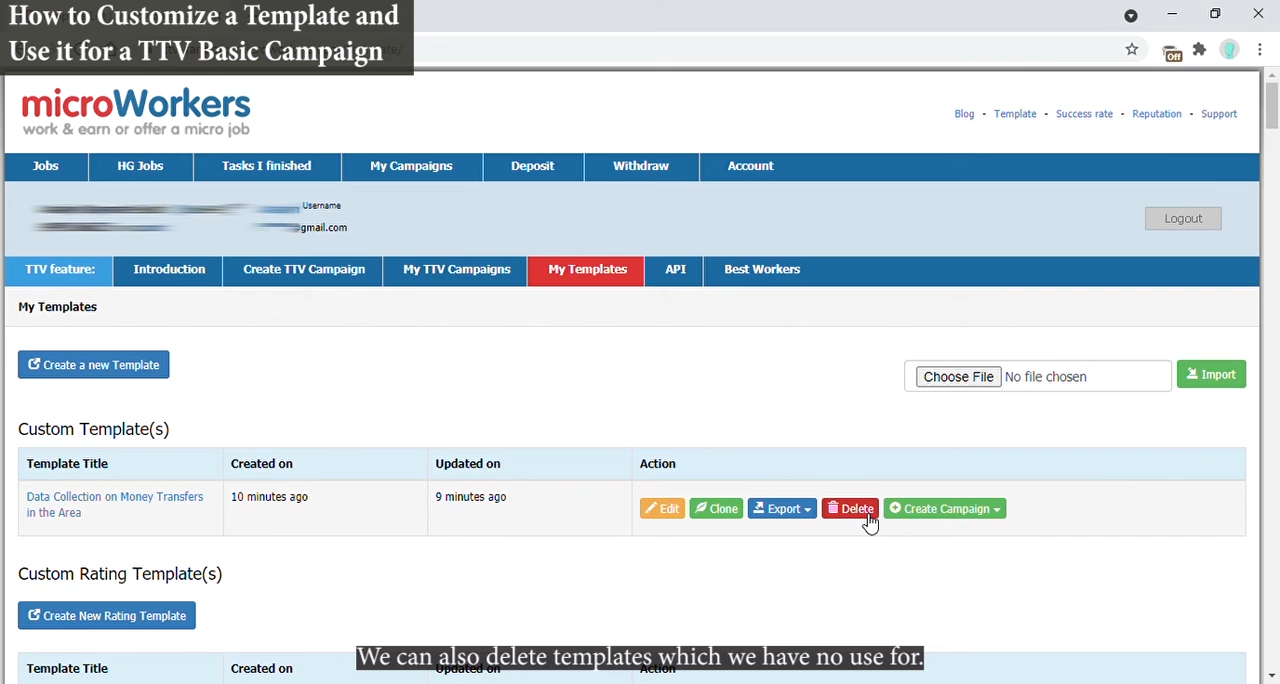 How to Customize a Template and
Use it for a TTV Basic Campaign
Off
microWorkers
work & earn or offer a micro job
Blog - Template - Success rate - Reputation - Support
Jobs HG Jobs Tasks I finished My Campaigns Deposit Withdraw Account
Username
@gmail.com
Logout
TTV feature: Introduction Create TTV Campaign My TTV Campaigns My Templates API Best Workers
My Templates
Create a new Template
Choose File No file chosen Import
Custom Template(s)
Template Title Created on Updated on Action
Data Collection on Money Transfers 10 minutes ago 9 minutes ago
in the Area
Edit Clone Export Delete Create Campaign
Custom Rating Template(s)
Create New Rating Template
We can also delete templates which we have no use for.
Template Title Created on Action